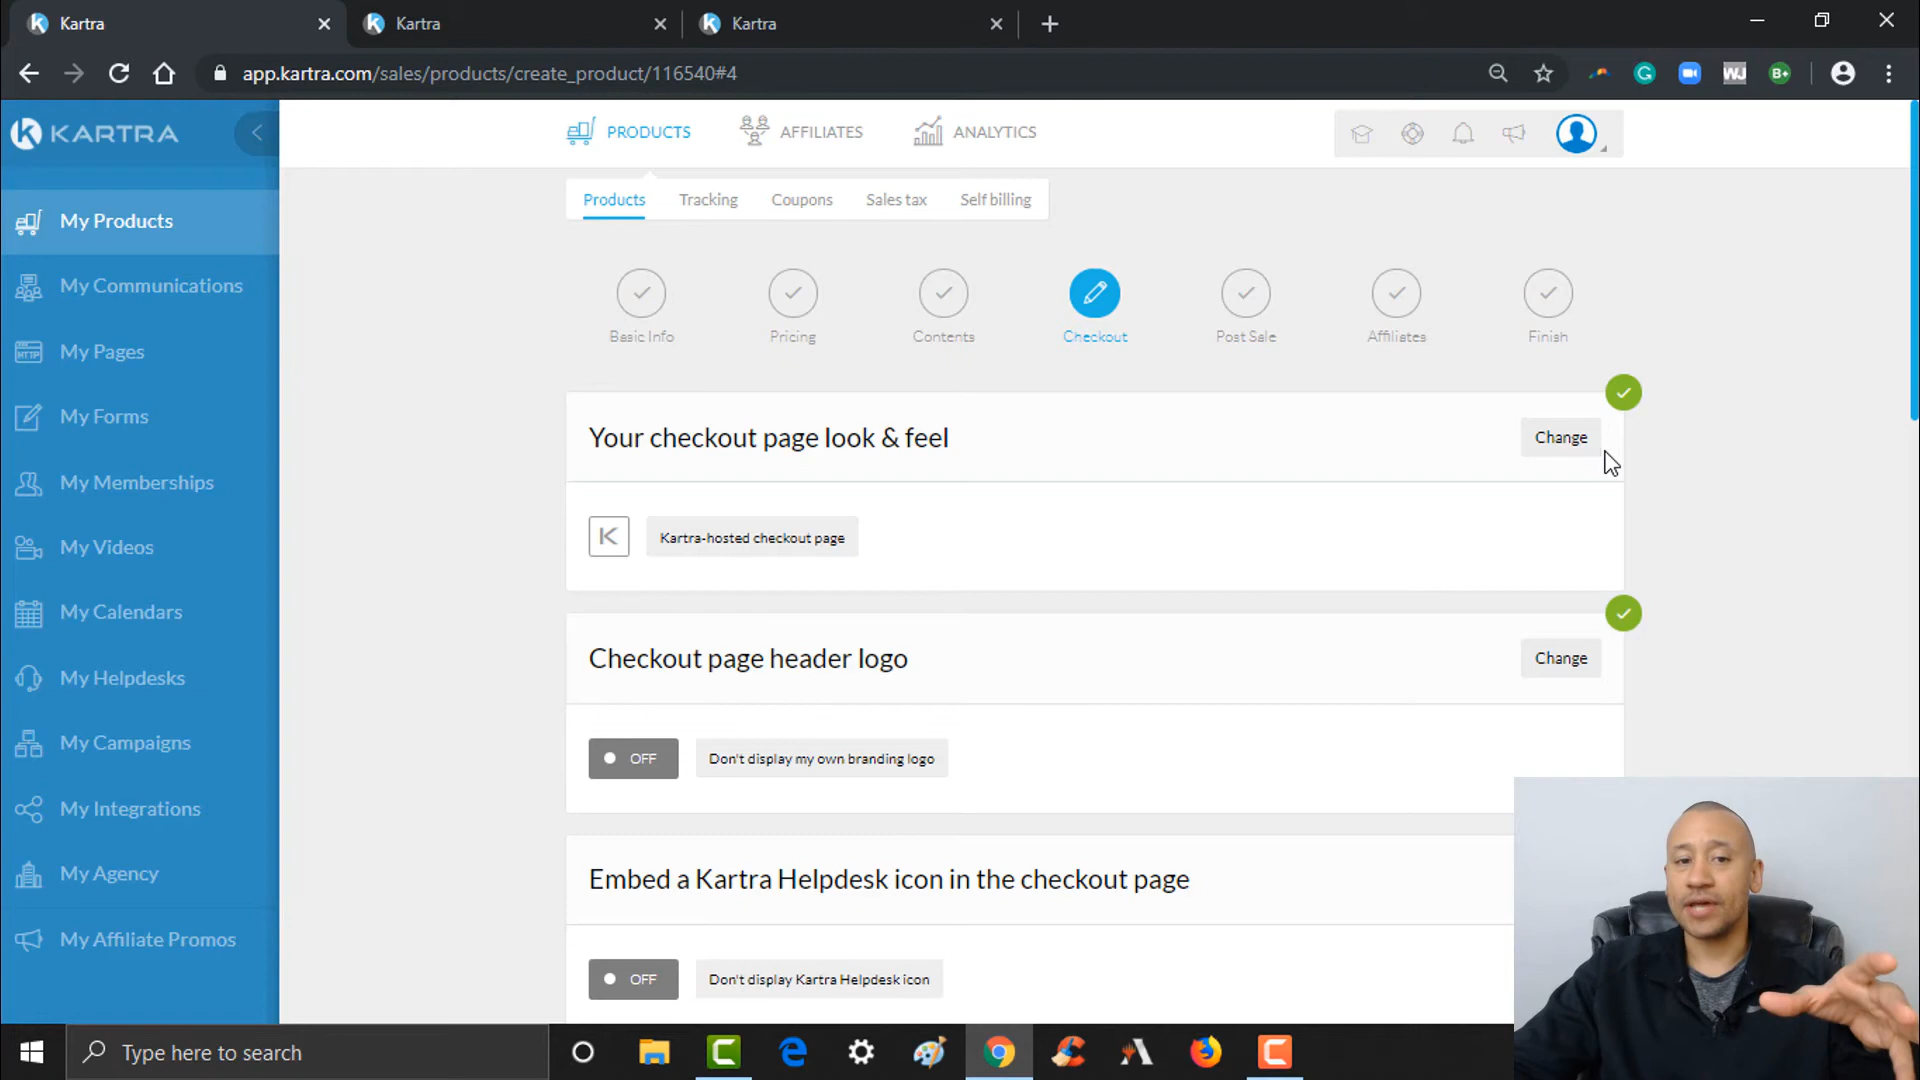 Kartra
Kartra
Kartra
app.kartra.com/sales/products/create_product/116540#4
WJ
B+
KARTRA
PRODUCTS
AFFILIATES
ANALYTICS
Products
Tracking
Coupons
Sales tax
Self billing
My Products
My Communications
My Pages
My Forms
My Memberships
My Videos
My Calendars
My Helpdesks
My Campaigns
My Integrations
My Agency
My Affiliate Promos
HTTP
Basic Info
Pricing
Contents
Checkout
Post Sale
Affiliates
Finish
Your checkout page look & feel
Change
Kartra-hosted checkout page
Checkout page header logo
Change
OFF
Don't display my own branding logo
Embed a Kartra Helpdesk icon in the checkout page
OFF
Don't display Kartra Helpdesk icon
Type here to search